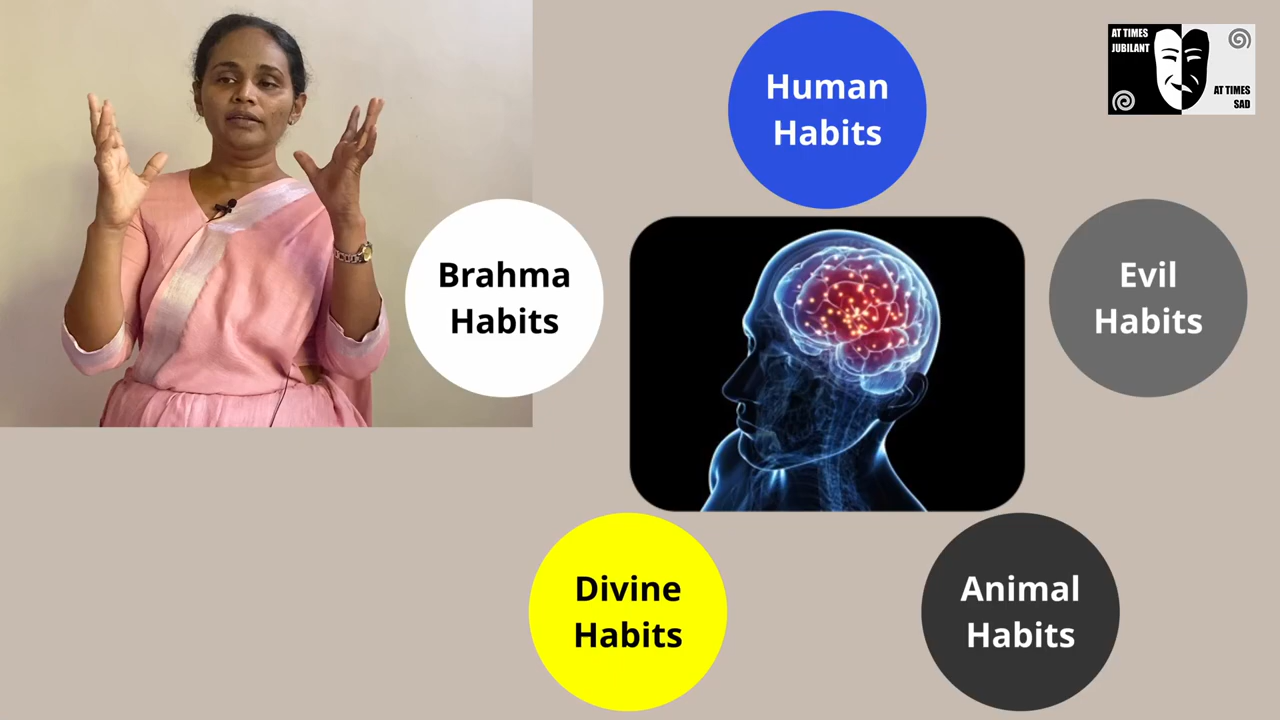 Human
Habits
AT TIMES
JUBILANT
AT TIMES
SAD
Brahma
Habits
Evil
Habits
Divine
Habits
Animal
Habits